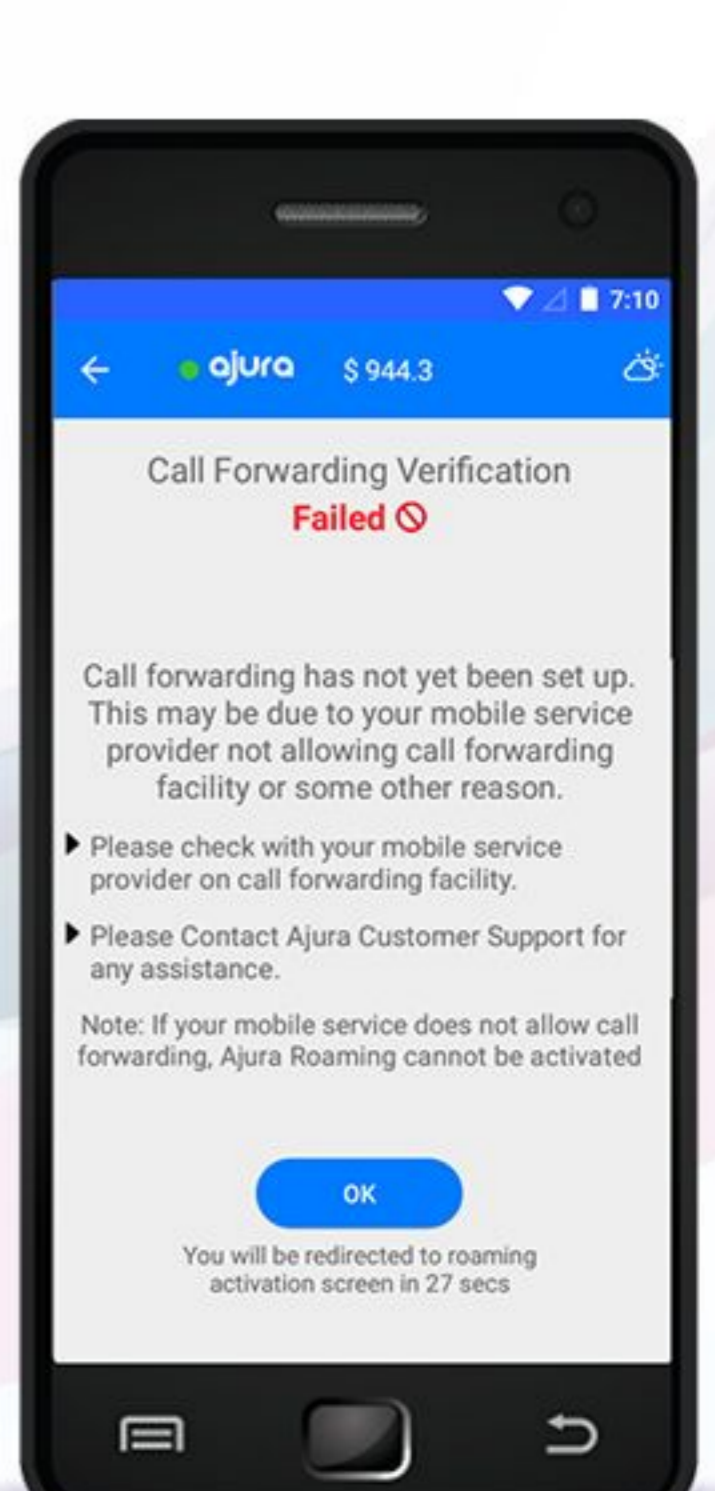 7:10
ajura $ 944.3
Call Forwarding Verification
Failed
Call forwarding has not yet been set up.
This may be due to your mobile service
provider not allowing call forwarding
facility or some other reason.
Please check with your mobile service
provider on call forwarding facility.
Please Contact Ajura Customer Support for
any assistance.
Note: If your mobile service does not allow call
forwarding, Ajura Roaming cannot be activated
OK
You will be redirected to roaming
activation screen in 27 secs